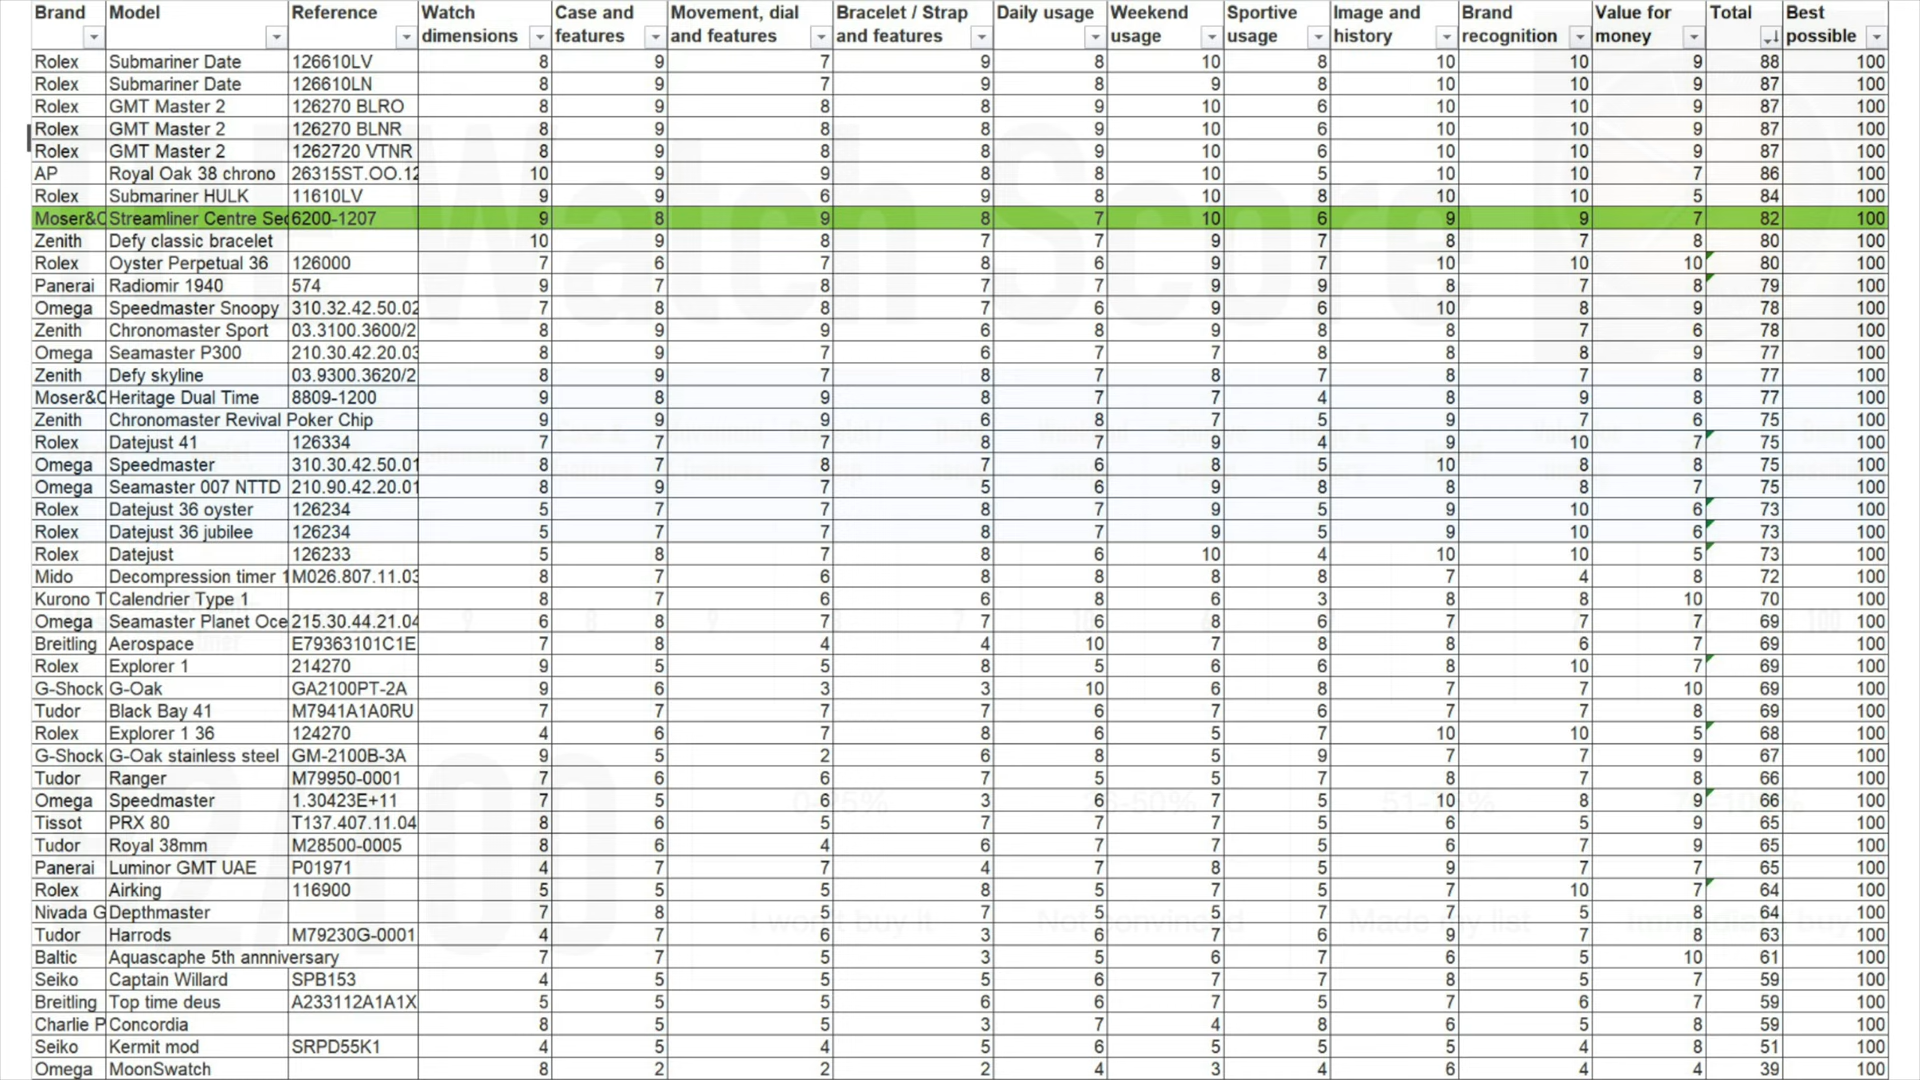 Brand Model Reference Watch dimensions Case and features Movement, dial and features Bracelet / Strap and features Daily usage Weekend usage Sportive usage Image and history Brand recognition Value for money Total Best possible
Rolex Submariner Date 126610LV 8 9 7 9 8 10 8 10 10 9 88 100
Rolex Submariner Date 126610LN 8 9 7 9 8 9 8 10 10 9 87 100
Rolex GMT Master 2 126270 BLRO 8 9 8 8 9 10 6 10 10 9 87 100
Rolex GMT Master 2 126270 BLNR 8 9 8 8 9 10 6 10 10 9 87 100
Rolex GMT Master 2 1262720 VTNR 8 9 8 8 9 10 6 10 10 9 87 100
AP Royal Oak 38 chrono 26315ST.OO.12 10 9 9 8 8 10 5 10 10 7 86 100
Rolex Submariner HULK 11610LV 9 9 6 9 8 10 8 10 10 5 84 100
Moser&C Streamliner Centre Sec 6200-1207 9 8 9 8 7 10 6 9 9 7 82 100
Zenith Defy classic bracelet 10 9 8 7 7 9 7 8 7 8 80 100
Rolex Oyster Perpetual 36 126000 7 6 7 8 6 9 7 10 10 10 80 100
Panerai Radiomir 1940 574 9 7 8 7 7 9 9 8 7 8 79 100
Omega Speedmaster Snoopy 310.32.42.50.02 7 8 8 7 6 9 6 10 8 9 78 100
Zenith Chronomaster Sport 03.3100.3600/2 8 9 9 6 8 9 8 8 7 6 78 100
Omega Seamaster P300 210.30.42.20.03 8 9 7 6 7 7 8 8 8 9 77 100
Zenith Defy skyline 03.9300.3620/2 8 9 7 8 7 8 7 8 7 8 77 100
Moser&C Heritage Dual Time 8809-1200 9 8 9 8 7 7 4 8 9 8 77 100
Zenith Chronomaster Revival Poker Chip 9 9 9 6 8 7 5 9 7 6 75 100
Rolex Datejust 41 126334 7 7 7 8 7 9 4 9 10 7 75 100
Omega Speedmaster 310.30.42.50.01 8 7 8 7 6 8 5 10 8 8 75 100
Omega Seamaster 007 NTTD 210.90.42.20.01 8 9 7 5 6 9 8 8 8 7 75 100
Rolex Datejust 36 oyster 126234 5 7 7 8 7 9 5 9 10 6 73 100
Rolex Datejust 36 jubilee 126234 5 7 7 8 7 9 5 9 10 6 73 100
Rolex Datejust 126233 5 8 7 8 6 10 4 10 10 5 73 100
Mido Decompression timer 1 M026.807.11.03 8 7 6 8 8 8 8 7 4 8 72 100
Kurono T Calendrier Type 1 8 7 6 6 8 6 3 8 8 10 70 100
Omega Seamaster Planet Oce 215.30.44.21.04 6 8 7 7 6 8 6 7 7 7 69 100
Breitling Aerospace E79363101C1E 7 8 4 4 10 7 8 8 6 7 69 100
Rolex Explorer 1 214270 9 5 5 8 5 6 6 8 10 7 69 100
G-Shock G-Oak GA2100PT-2A 9 6 3 3 10 6 8 7 7 10 69 100
Tudor Black Bay 41 M7941A1A0RU 7 7 7 7 6 7 6 7 7 8 69 100
Rolex Explorer 1 36 124270 4 6 7 8 6 5 7 10 10 5 68 100
G-Shock G-Oak stainless steel GM-2100B-3A 9 5 2 6 8 5 9 7 7 9 67 100
Tudor Ranger M79950-0001 7 6 6 7 5 5 7 8 7 8 66 100
Omega Speedmaster 1.30423E+11 7 5 6 3 6 7 5 10 8 9 66 100
Tissot PRX 80 T137.407.11.04 8 6 5 7 7 7 5 6 5 9 65 100
Tudor Royal 38mm M28500-0005 8 6 4 6 7 7 5 6 7 9 65 100
Panerai Luminor GMT UAE P01971 4 7 7 4 7 8 5 9 7 7 65 100
Rolex Airking 116900 5 5 5 8 5 7 5 7 10 7 64 100
Nivada G Depthmaster 7 8 5 7 5 5 7 7 5 8 64 100
Tudor Harrods M79230G-0001 4 7 6 3 6 7 6 9 7 8 63 100
Baltic Aquascaphe 5th annniversary 7 7 5 3 5 6 7 6 5 10 61 100
Seiko Captain Willard SPB153 4 5 5 5 6 7 7 8 5 7 59 100
Breitling Top time deus A233112A1A1X 5 5 5 6 6 7 5 7 6 7 59 100
Charlie P Concordia 8 5 5 3 7 4 8 6 5 8 59 100
Seiko Kermit mod SRPD55K1 4 5 4 5 6 5 5 5 4 8 51 100
Omega MoonSwatch 8 2 2 2 4 3 4 6 4 4 39 100